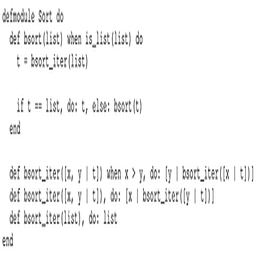 defmodule Sort do
  def bsort(list) when is_list(list) do
    t = bsort_iter(list)

    if t == list, do: t, else: bsort(t)
  end

  def bsort_iter([x, y | t]) when x > y, do: [y | bsort_iter([x | t])]
  def bsort_iter([x, y | t]), do: [x | bsort_iter([y | t])]
  def bsort_iter(list), do: list
end